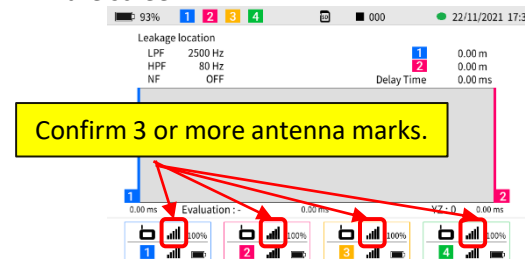 93% 1 2 3 4 000 22/11/2021 17:3
Leakage location
LPF 2500 Hz 1 0.00 m
HPF 80 Hz 2 0.00 m
NF OFF Delay Time 0.00 ms
Confirm 3 or more antenna marks.
1 2
0.00 ms Evaluation : - 0.00 ms YZ : 0 0.00 ms
100% 100% 100% 100%
1 2 3 4